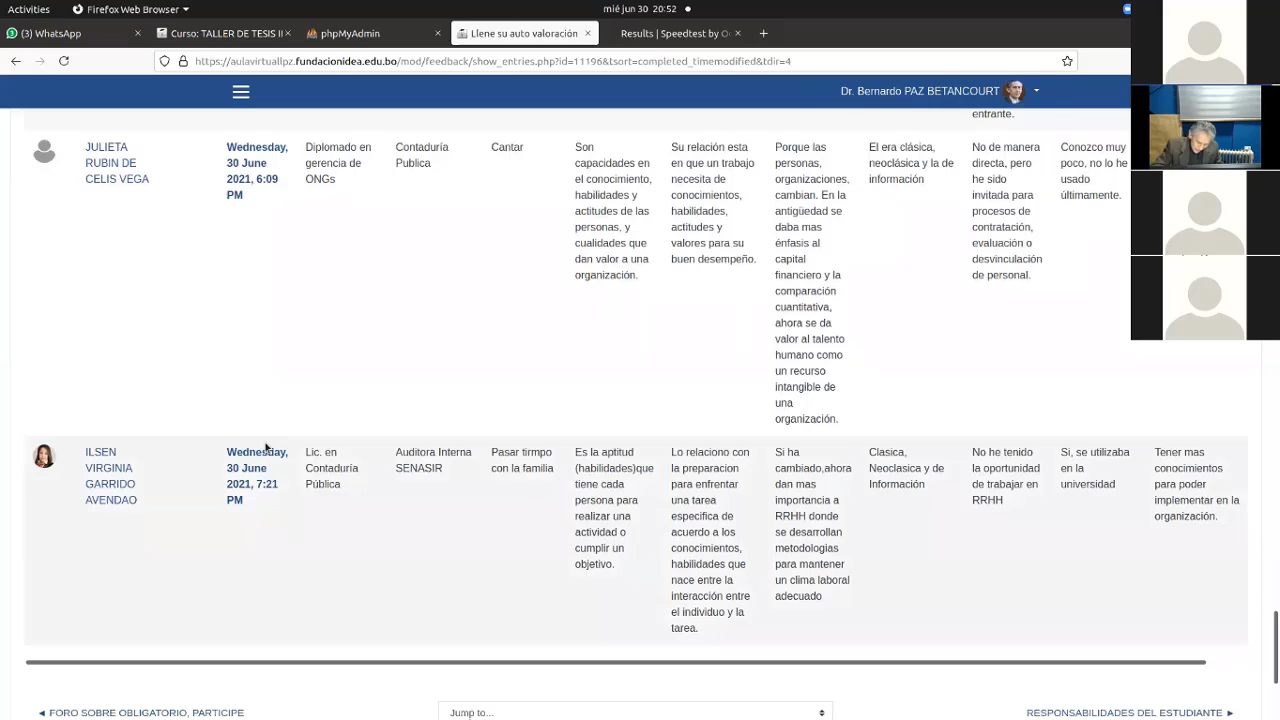 Activities
Firefox Web Browser
mié jun 30 20:52
(3) WhatsApp
Curso: TALLER DE TESIS II
phpMyAdmin
Llene su auto valoración
Results | Speedtest by O
https://aulavirtuallpz.fundacionidea.edu.bo/mod/feedback/show_entries.php?id=11196&tsort=completed_timemodified&tdir=4
Dr. Bernardo PAZ BETANCOURT
entrante.
JULIETA
RUBIN DE
CELIS VEGA
Wednesday,
30 June
2021, 6:09
PM
Diplomado en
gerencia de
ONGs
Contaduría
Publica
Cantar
Son
capacidades en
el conocimiento,
habilidades y
actitudes de las
personas, y
cualidades que
dan valor a una
organización.
Su relación esta
en que un trabajo
necesita de
conocimientos,
habilidades,
actitudes y
valores para su
buen desempeño.
Porque las
personas,
organizaciones,
cambian. En la
antigüedad se
daba mas
énfasis al
capital
financiero y la
comparación
cuantitativa,
ahora se da
valor al talento
humano como
un recurso
intangible de
una
organización.
El era clásica,
neoclásica y la de
información
No de manera
directa, pero
he sido
invitada para
procesos de
contratación,
evaluación o
desvinculación
de personal.
Conozco muy
poco, no lo he
usado
últimamente.
ILSEN
VIRGINIA
GARRIDO
AVENDAO
Wednesday,
30 June
2021, 7:21
PM
Lic. en
Contaduría
Pública
Auditora Interna
SENASIR
Pasar tirmpo
con la familia
Es la aptitud
(habilidades)que
tiene cada
persona para
realizar una
actividad o
cumplir un
objetivo.
Lo relaciono con
la preparacion
para enfrentar
una tarea
especifica de
acuerdo a los
conocimientos,
habilidades que
nace entre la
interacción entre
el individuo y la
tarea.
Si ha
cambiado,ahora
dan mas
importancia a
RRHH donde
se desarrollan
metodologias
para mantener
un clima laboral
adecuado
Clasica,
Neoclasica y de
Información
No he tenido
la oportunidad
de trabajar en
RRHH
Si, se utilizaba
en la
universidad
Tener mas
conocimientos
para poder
implementar en la
organización.
◄ FORO SOBRE OBLIGATORIO, PARTICIPE
Jump to...
RESPONSABILIDADES DEL ESTUDIANTE ►